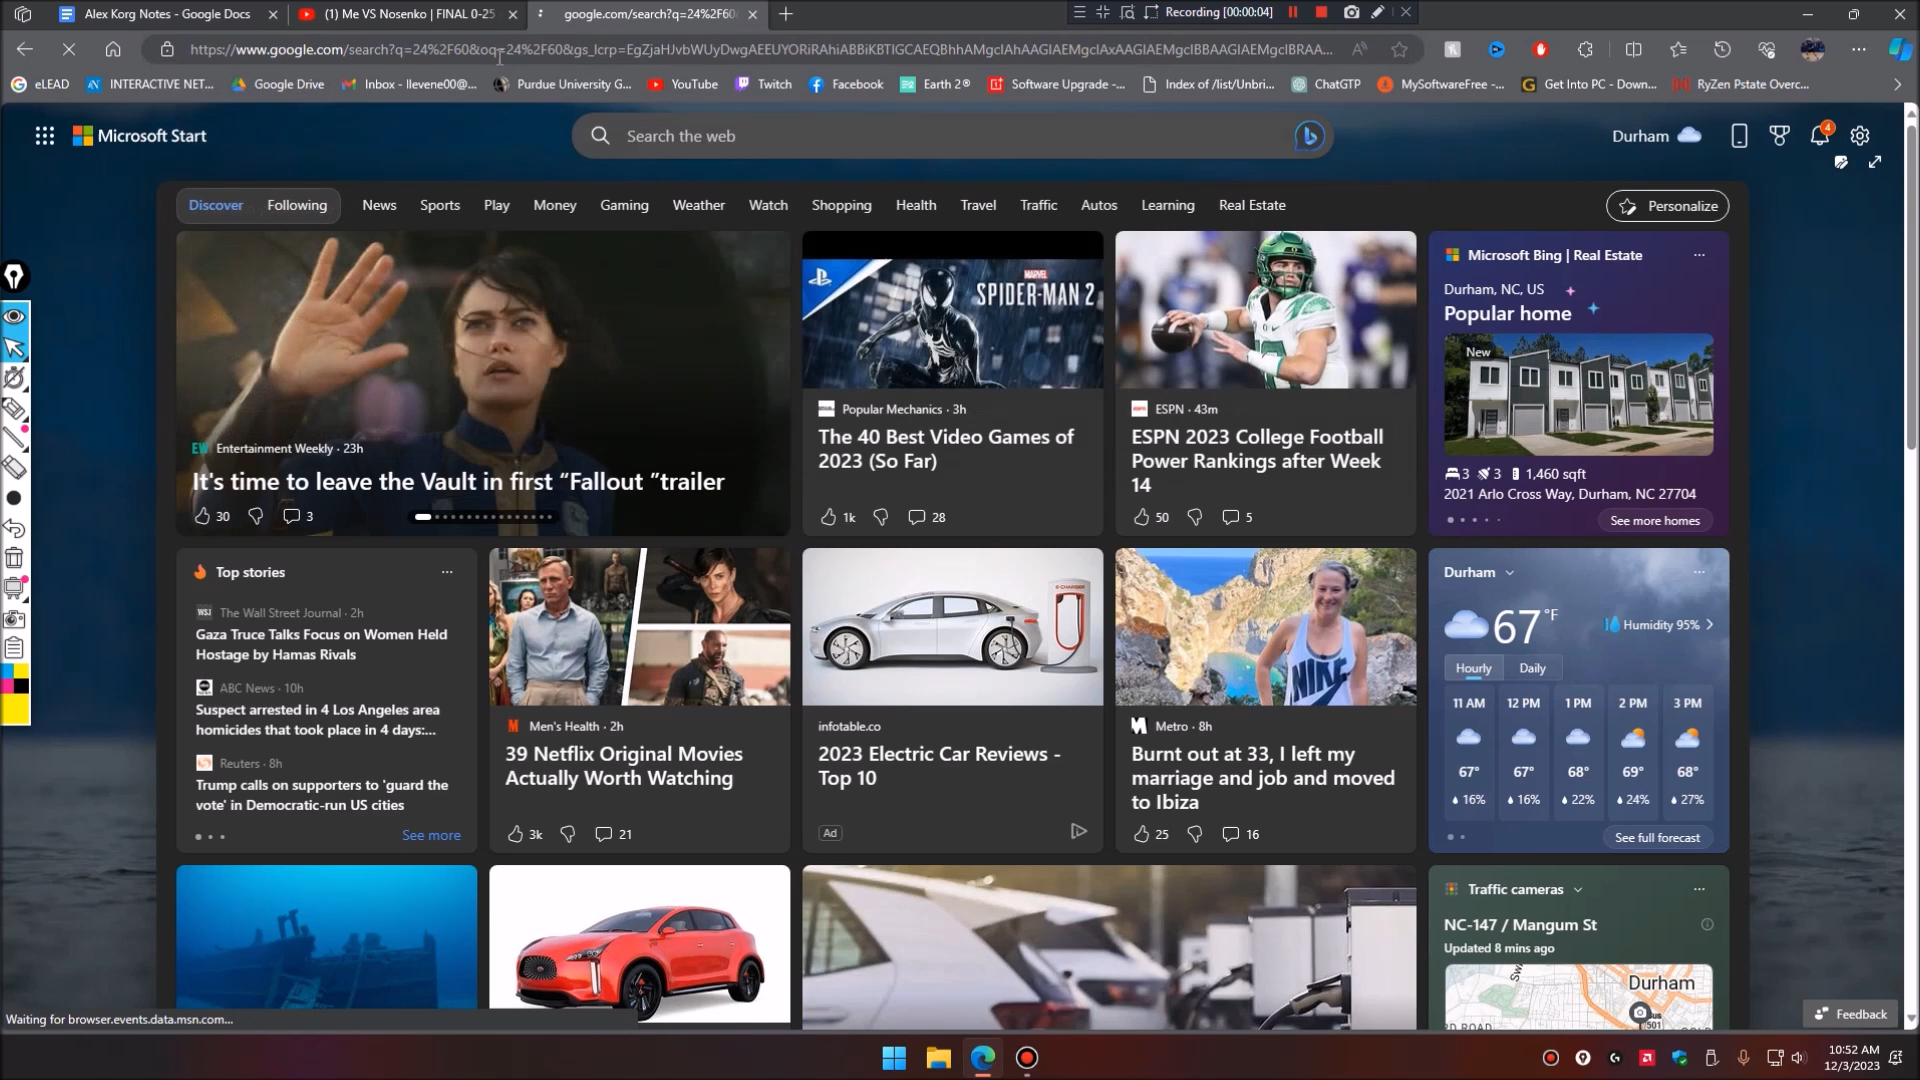 Alex Korg Notes - Google Docs
(1) Me VS Nosenko | FINAL 0-25
google.com/search?q=24%2F60
Recording [00:00:04]
https://www.google.com/search?q=24%2F60&oq=24%2F60&gs_lcrp=EgZjaHJvbWUyDwgAEEUYORiRAhiABBiKBTIGCAEQBhhAMgcIAhAAGIAEMgcIAxAAGIAEMgcIBBAAGIAEMgcIBRAA...
eLEAD
INTERACTIVE NET...
Google Drive
Inbox - llevene00@...
Purdue University G...
YouTube
Twitch
Facebook
Earth 2®
Software Upgrade -...
Index of /list/Unbri...
ChatGTP
MySoftwareFree -...
Get Into PC - Down...
RyZen Pstate Overc...
Microsoft Start
Search the web
Durham
4
Discover
Following
News
Sports
Play
Money
Gaming
Weather
Watch
Shopping
Health
Travel
Traffic
Autos
Learning
Real Estate
Personalize
EW Entertainment Weekly · 23h
It's time to leave the Vault in first “Fallout ”trailer
30
3
MARVEL
SPIDER-MAN 2
Popular Mechanics · 3h
The 40 Best Video Games of
2023 (So Far)
1k
28
ESPN · 43m
ESPN 2023 College Football
Power Rankings after Week
14
50
5
Microsoft Bing | Real Estate
Durham, NC, US
Popular home
New
3
3
1,460 sqft
2021 Arlo Cross Way, Durham, NC 27704
See more homes
Top stories
WSJ The Wall Street Journal · 2h
Gaza Truce Talks Focus on Women Held
Hostage by Hamas Rivals
ABC News · 10h
Suspect arrested in 4 Los Angeles area
homicides that took place in 4 days:...
Reuters · 8h
Trump calls on supporters to 'guard the
vote' in Democratic-run US cities
See more
Men's Health · 2h
39 Netflix Original Movies
Actually Worth Watching
3k
21
infotable.co
2023 Electric Car Reviews -
Top 10
Ad
NIKE
Metro · 8h
Burnt out at 33, I left my
marriage and job and moved
to Ibiza
25
16
Durham
67°F
Humidity 95%
Hourly
Daily
11 AM
12 PM
1 PM
2 PM
3 PM
67°
67°
68°
69°
68°
16%
16%
22%
24%
27%
See full forecast
Traffic cameras
NC-147 / Mangum St
Updated 8 mins ago
Durham
501
RD ROAD
Feedback
Waiting for browser.events.data.msn.com...
10:52 AM
12/3/2023